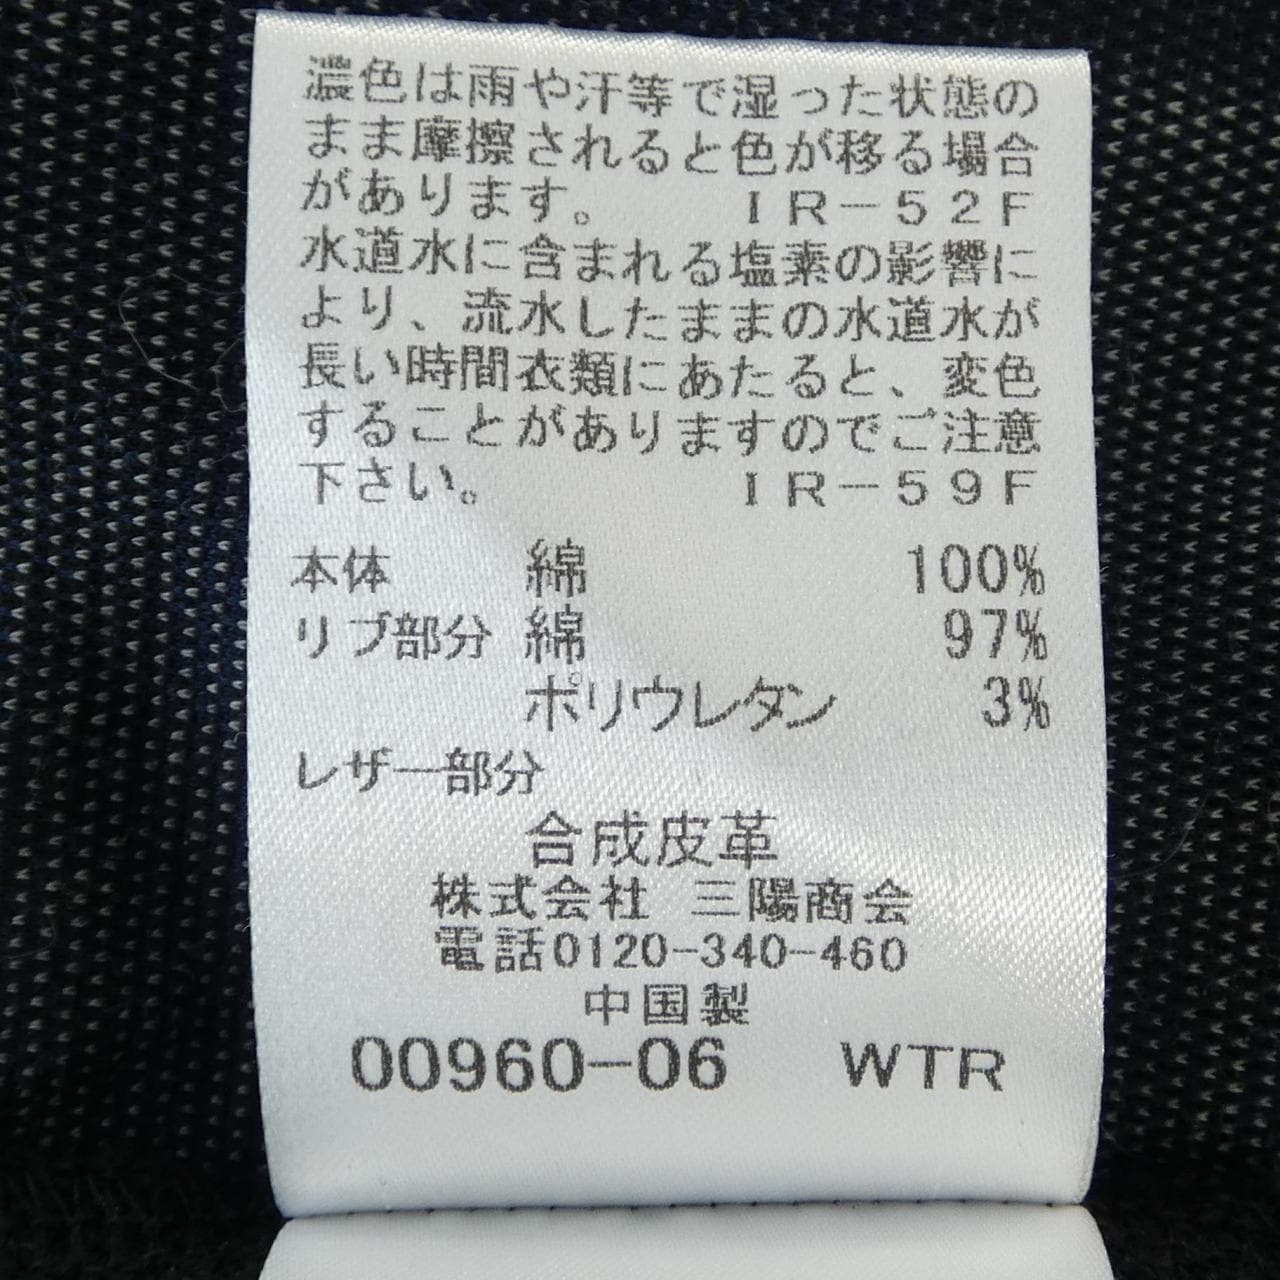 濃色は雨や汗等で湿った状態の
まま摩擦されると色が移る場合
があります。 IR-52F
水道水に含まれる塩素の影響に
より、流水したままの水道水が
長い時間衣類にあたると、変色
することがありますのでご注意
下さい。 IR-59F
本体 綿 100%
リブ部分 綿 97%
ポリウレタン 3%
レザー部分
合成皮革
株式会社 三陽商会
電話0120-340-460
中国製
00960-06 WTR